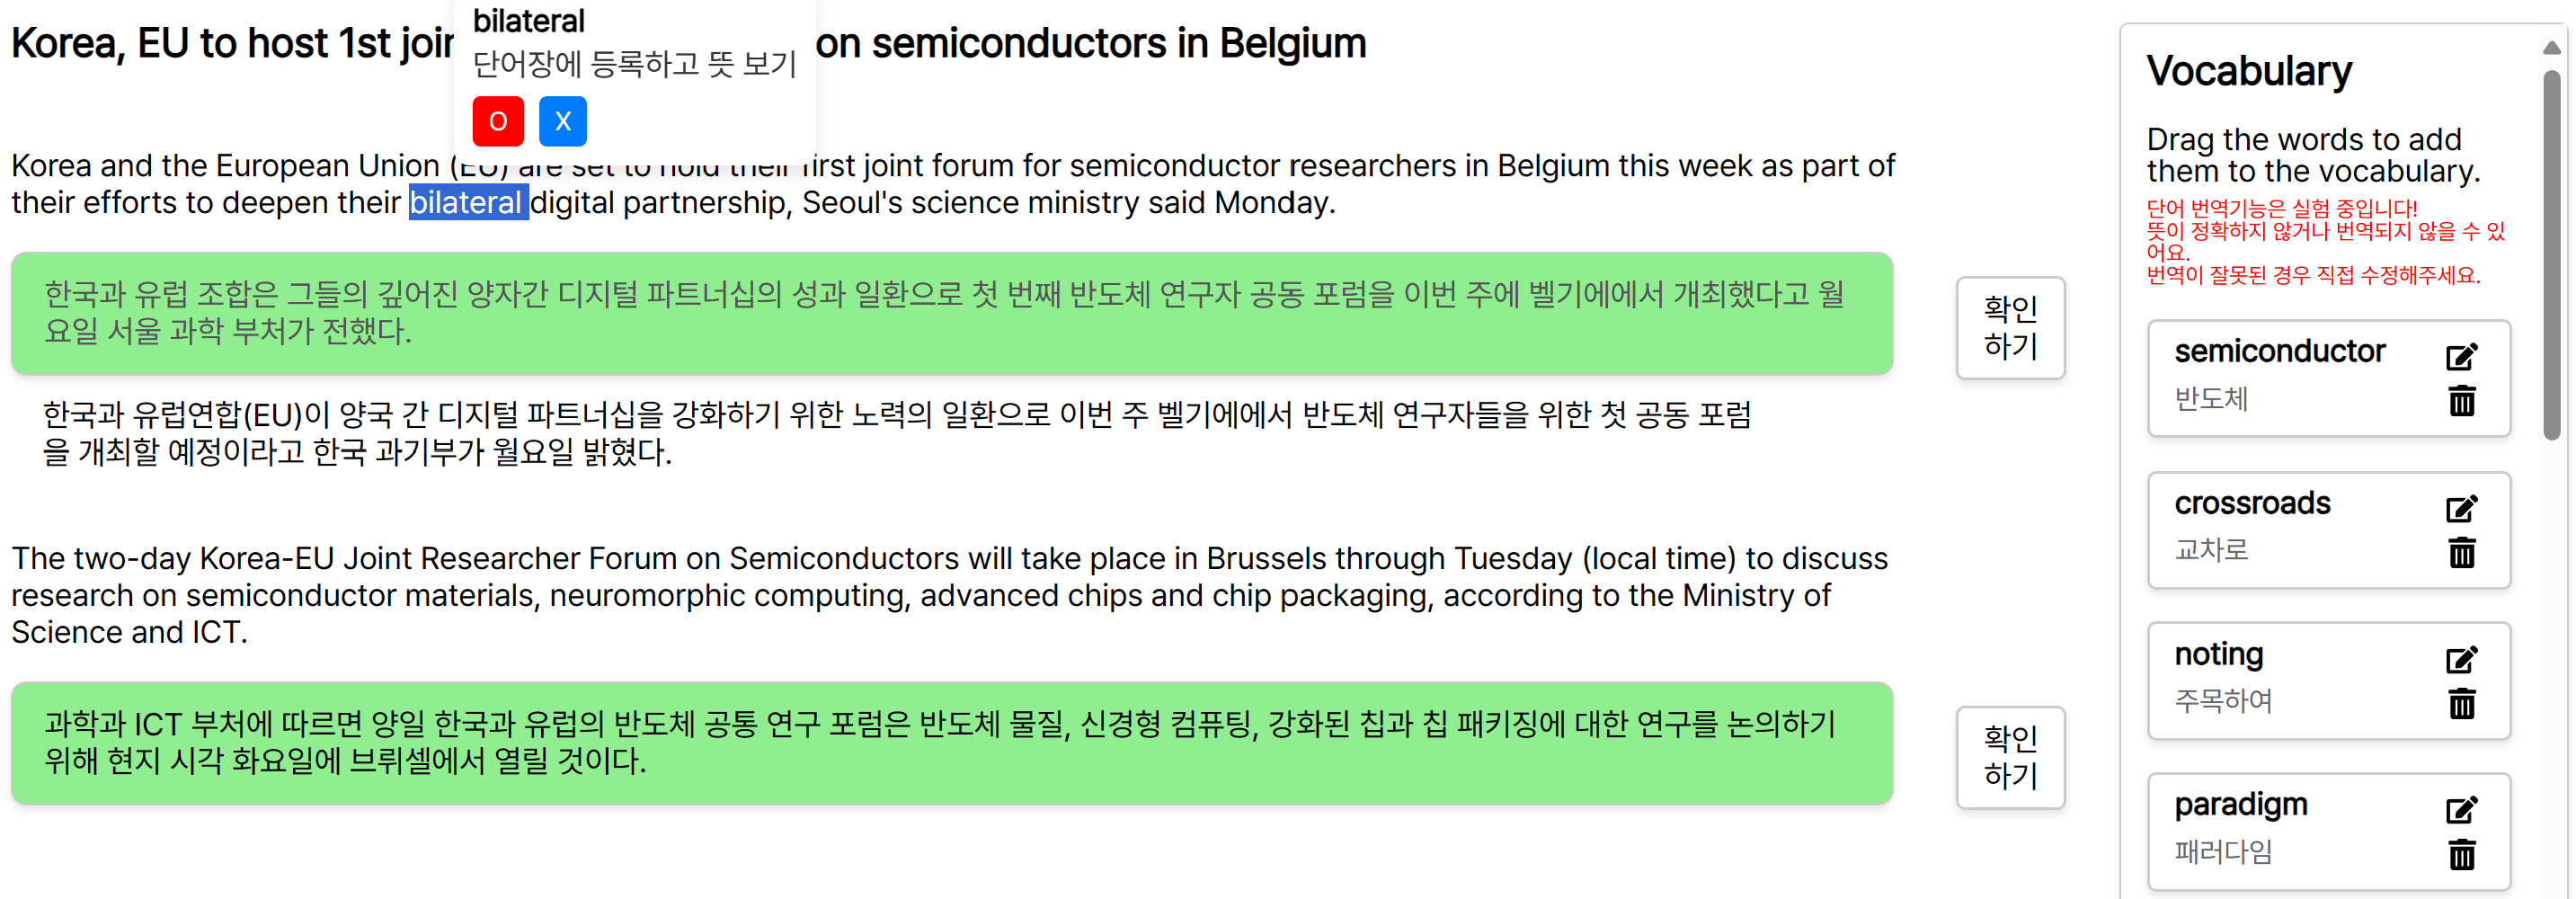 Korea, EU to host 1st on semiconductors in Belgium
bilateral
단어장에 등록하고 뜻 보기
O X
Korea and the European Union (EU) are set to hold their first joint forum for semiconductor researchers in Belgium this week as part of
their efforts to deepen their bilateral digital partnership, Seoul's science ministry said Monday.
한국과 유럽 조합은 그들의 깊어진 양자간 디지털 파트너십의 성과 일환으로 첫 번째 반도체 연구자 공동 포럼을 이번 주에 벨기에에서 개최했다고 월
요일 서울 과학 부처가 전했다.
확인
하기
한국과 유럽연합(EU)이 양국 간 디지털 파트너십을 강화하기 위한 노력의 일환으로 이번 주 벨기에에서 반도체 연구자들을 위한 첫 공동 포럼
을 개최할 예정이라고 한국 과기부가 월요일 밝혔다.
The two-day Korea-EU Joint Researcher Forum on Semiconductors will take place in Brussels through Tuesday (local time) to discuss
research on semiconductor materials, neuromorphic computing, advanced chips and chip packaging, according to the Ministry of
Science and ICT.
과학과 ICT 부처에 따르면 양일 한국과 유럽의 반도체 공통 연구 포럼은 반도체 물질, 신경형 컴퓨팅, 강화된 칩과 칩 패키징에 대한 연구를 논의하기
위해 현지 시각 화요일에 브뤼셀에서 열릴 것이다.
확인
하기
Vocabulary
Drag the words to add
them to the vocabulary.
단어 번역기능은 실험 중입니다!
뜻이 정확하지 않거나 번역되지 않을 수 있
어요.
번역이 잘못된 경우 직접 수정해주세요.
semiconductor
반도체
crossroads
교차로
noting
주목하여
paradigm
패러다임